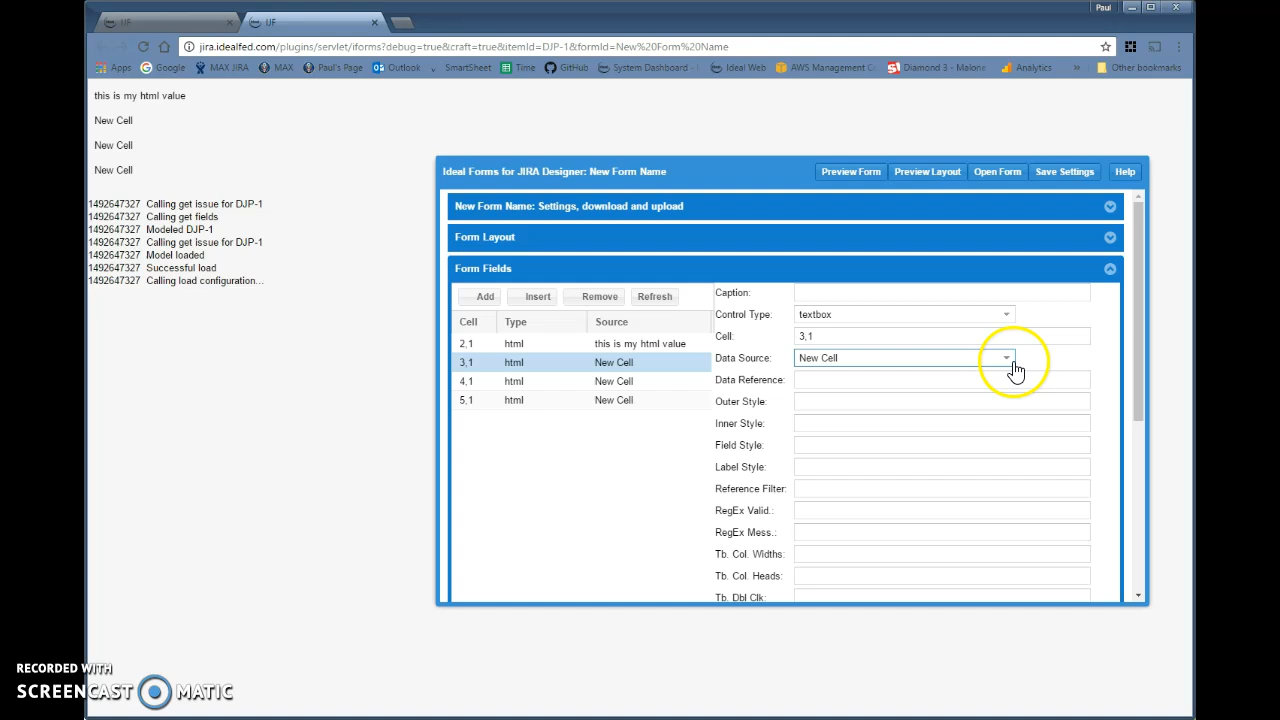 Paul
IJF
IJF
jira.idealfed.com/plugins/servlet/iforms?debug=true&craft=true&itemId=DJP-1&formId=New%20Form%20Name
Apps Google MAX JIRA MAX Paul's Page Outlook SmartSheet Time GitHub System Dashboard - Ideal Web AWS Management Co Diamond 3 - Malone Analytics » Other bookmarks
this is my html value
New Cell
New Cell
New Cell
1492647327 Calling get issue for DJP-1
1492647327 Calling get fields
1492647327 Modeled DJP-1
1492647327 Calling get issue for DJP-1
1492647327 Model loaded
1492647327 Successful load
1492647327 Calling load configuration...
Ideal Forms for JIRA Designer: New Form Name
Preview Form Preview Layout Open Form Save Settings Help
New Form Name: Settings, download and upload
Form Layout
Form Fields
Add Insert Remove Refresh
Cell Type Source
2,1 html this is my html value
3,1 html New Cell
4,1 html New Cell
5,1 html New Cell
Caption:
Control Type: textbox
Cell: 3,1
Data Source: New Cell
Data Reference:
Outer Style:
Inner Style:
Field Style:
Label Style:
Reference Filter:
RegEx Valid.:
RegEx Mess.:
Tb. Col. Widths:
Tb. Col. Heads:
Tb. Dbl Clk:
RECORDED WITH
SCREENCAST MATIC